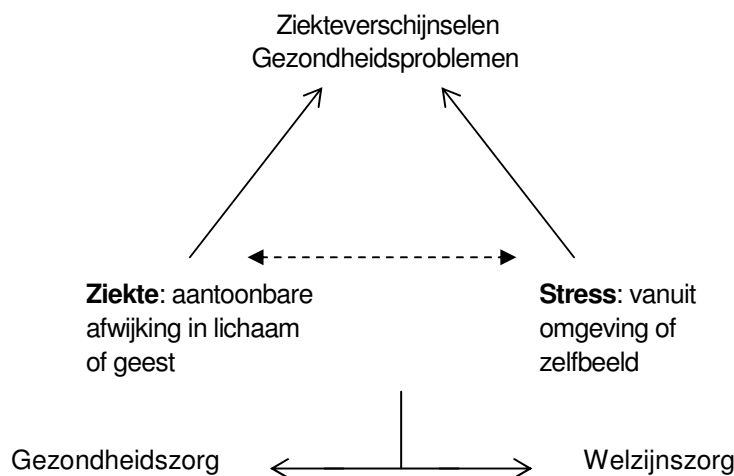 Ziekteverschijnselen
Gezondheidsproblemen
Ziekte: aantoonbare
afwijking in lichaam
of geest
Stress: vanuit
omgeving of
zelfbeeld
Gezondheidszorg
Welzijnszorg